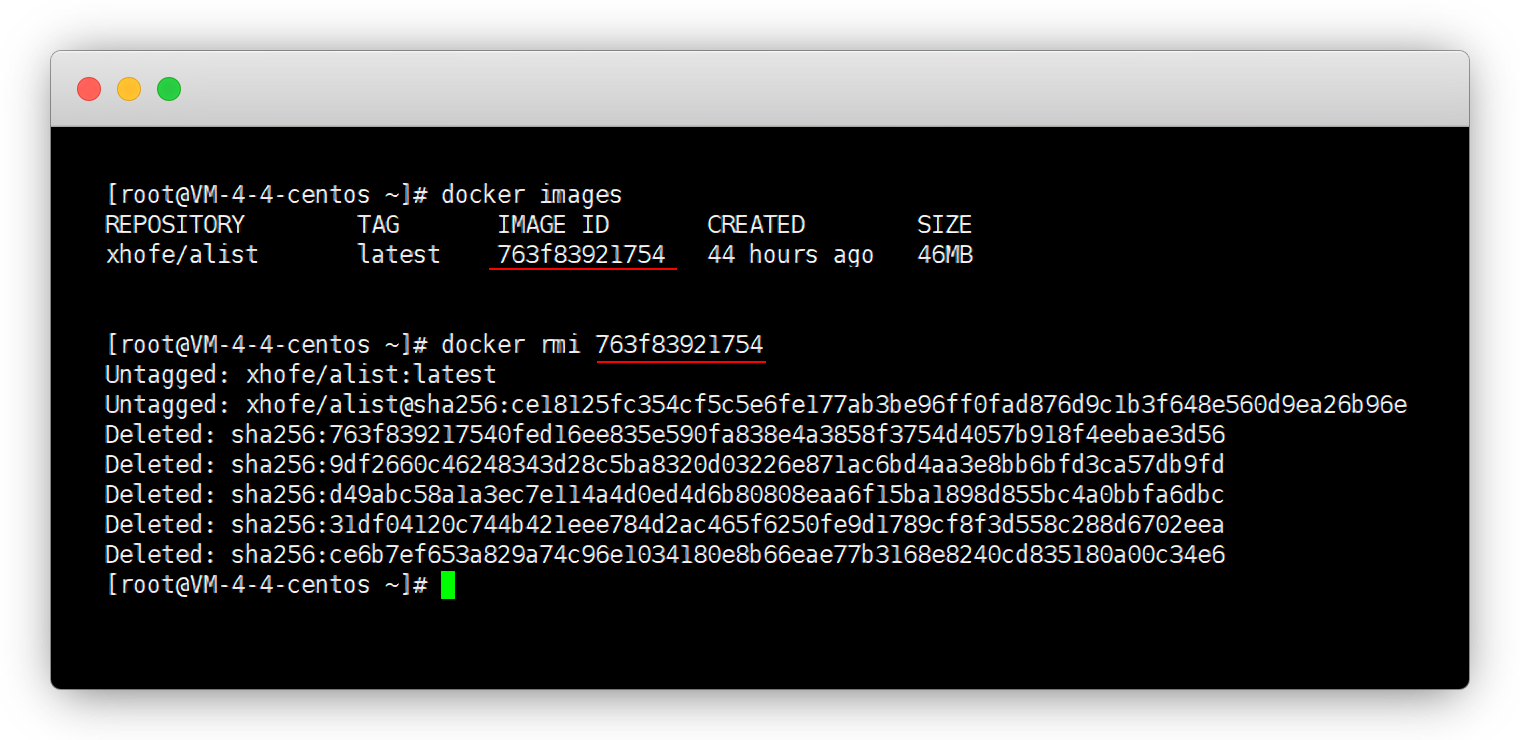 [root@VM-4-4-centos ~]# docker images
REPOSITORY TAG IMAGE ID CREATED SIZE
xhofe/alist latest 763f83921754 44 hours ago 46MB
[root@VM-4-4-centos ~]# docker rmi 763f83921754
Untagged: xhofe/alist:latest
Untagged: xhofe/alist@sha256:ce18125fc354cf5c5e6fe177ab3be96ff0fad876d9c1b3f648e560d9ea26b96e
Deleted: sha256:763f839217540fed16ee835e590fa838e4a3858f3754d4057b918f4eebae3d56
Deleted: sha256:9df2660c46248343d28c5ba8320d03226e871ac6bd4aa3e8bb6bfd3ca57db9fd
Deleted: sha256:d49abc58a1a3ec7e114a4d0ed4d6b80808eaa6f15ba1898d855bc4a0bbfa6dbc
Deleted: sha256:31df04120c744b421eee784d2ac465f6250fe9d1789cf8f3d558c288d6702eea
Deleted: sha256:ce6b7ef653a829a74c96e1034180e8b66eae77b3168e8240cd835180a00c34e6
[root@VM-4-4-centos ~]#